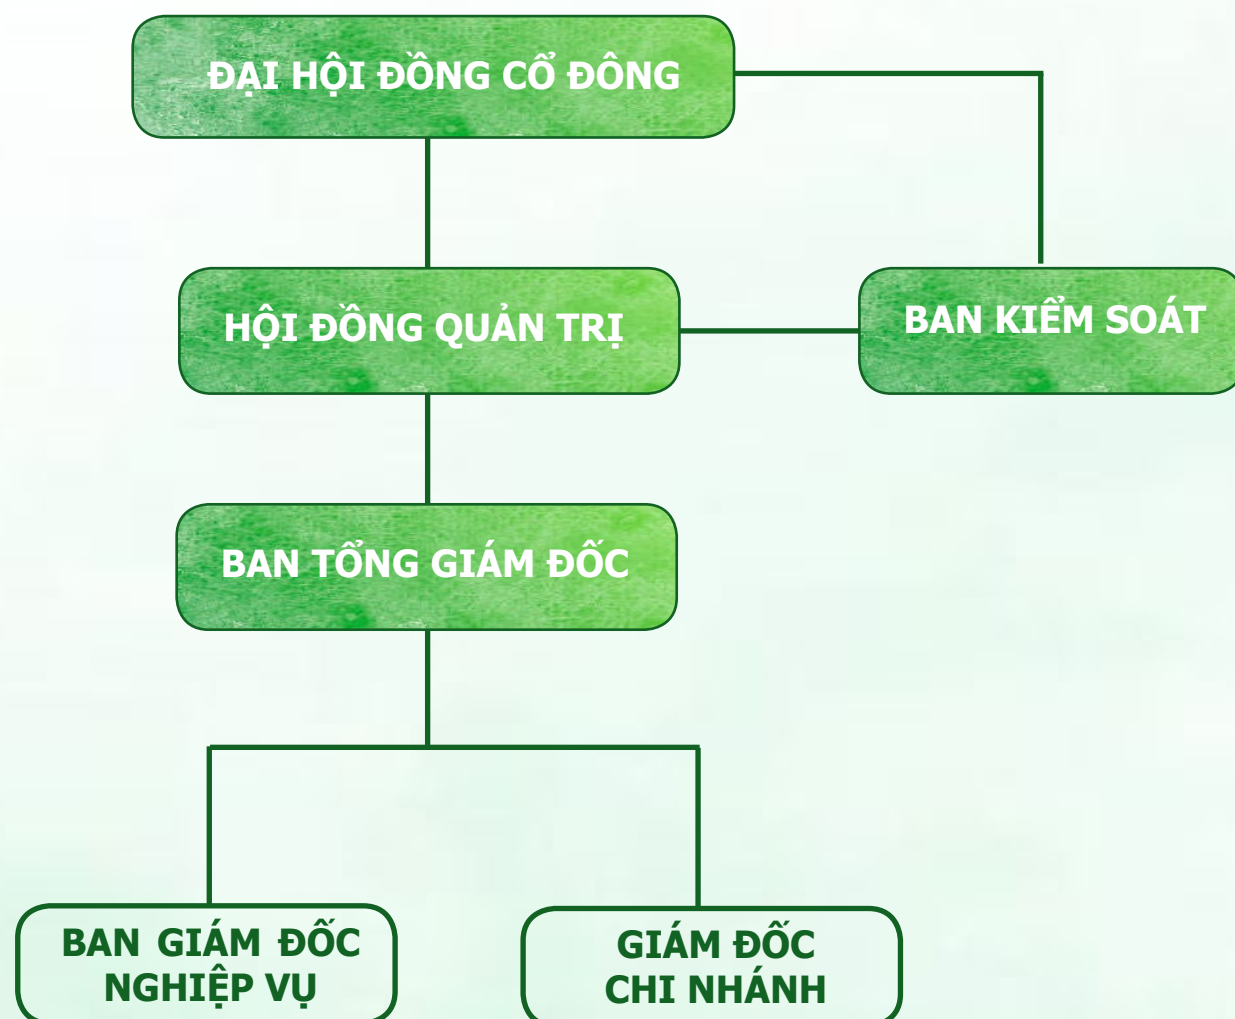 ĐẠI HỘI ĐỒNG CỔ ĐÔNG
HỘI ĐỒNG QUẢN TRỊ
BAN KIỂM SOÁT
BAN TỔNG GIÁM ĐỐC
BAN GIÁM ĐỐC
NGHIỆP VỤ
GIÁM ĐỐC
CHI NHÁNH